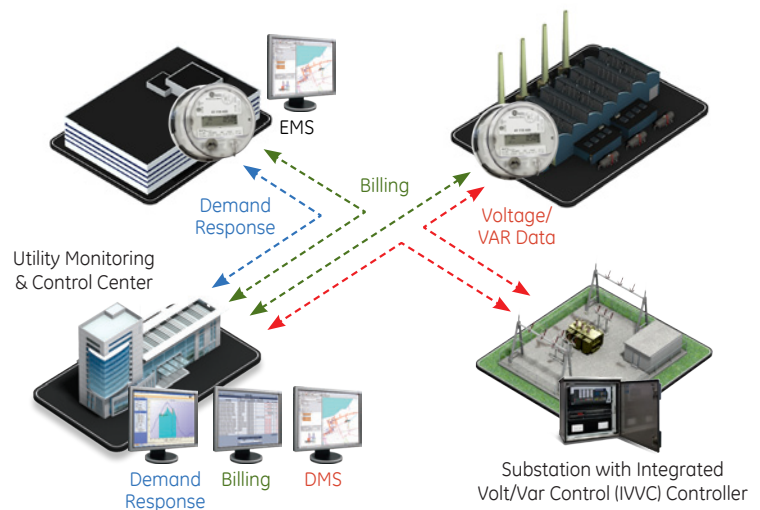 EMS
Billing
Demand
Response
Voltage/
VAR Data
Utility Monitoring
& Control Center
Demand
Response
Billing
DMS
Substation with Integrated
Volt/Var Control (IVVC) Controller